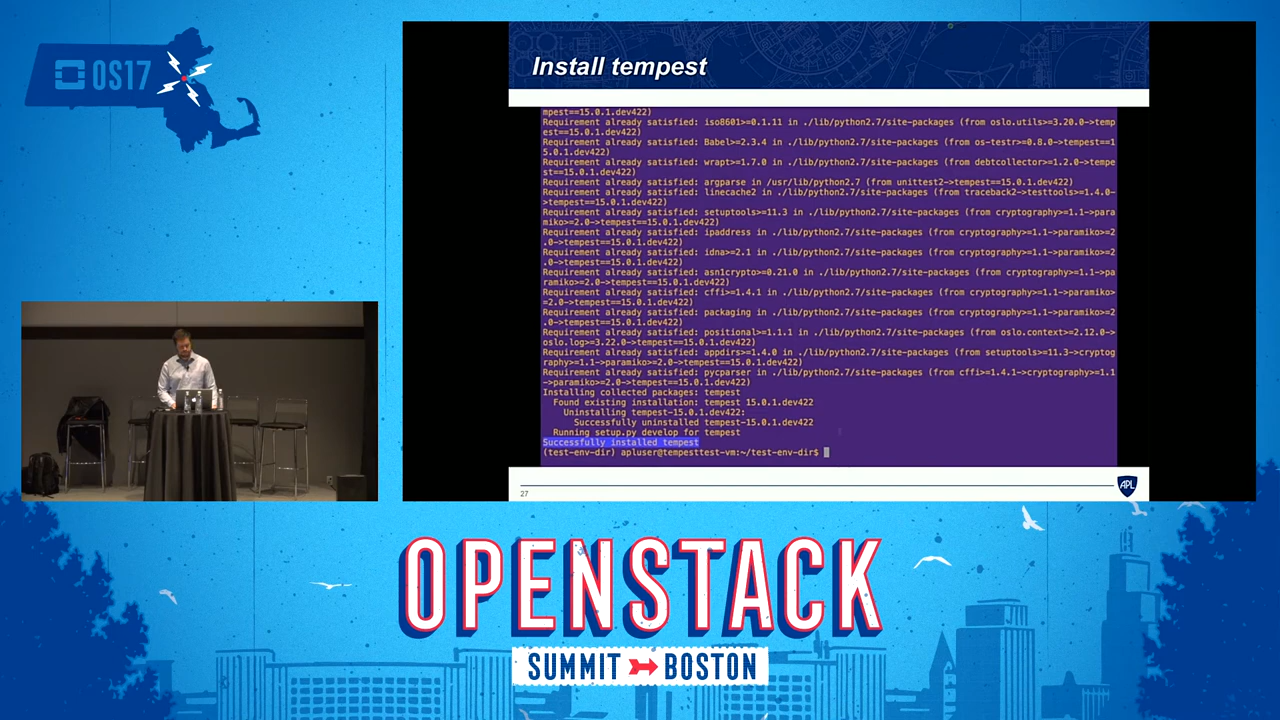 OS17
Install tempest
mpest==15.0.1.dev422)
Requirement already satisfied: iso8601>=0.1.11 in ./lib/python2.7/site-packages (from oslo.utils>=3.20.0->temp
est==15.0.1.dev422)
Requirement already satisfied: Babel>=2.3.4 in ./lib/python2.7/site-packages (from os-testr>=0.8.0->tempest==1
5.0.1.dev422)
Requirement already satisfied: wrapt>=1.7.0 in ./lib/python2.7/site-packages (from debtcollector>=1.2.0->tempe
st==15.0.1.dev422)
Requirement already satisfied: argparse in /usr/lib/python2.7 (from unittest2->tempest==15.0.1.dev422)
Requirement already satisfied: linecache2 in ./lib/python2.7/site-packages (from traceback2->testtools>=1.4.0-
>tempest==15.0.1.dev422)
Requirement already satisfied: setuptools>=11.3 in ./lib/python2.7/site-packages (from cryptography>=1.1->para
miko>=2.0->tempest==15.0.1.dev422)
Requirement already satisfied: ipaddress in ./lib/python2.7/site-packages (from cryptography>=1.1->paramiko>=2
.0->tempest==15.0.1.dev422)
Requirement already satisfied: idna>=2.1 in ./lib/python2.7/site-packages (from cryptography>=1.1->paramiko>=2
.0->tempest==15.0.1.dev422)
Requirement already satisfied: asn1crypto>=0.21.0 in ./lib/python2.7/site-packages (from cryptography>=1.1->pa
ramiko>=2.0->tempest==15.0.1.dev422)
Requirement already satisfied: cffi>=1.4.1 in ./lib/python2.7/site-packages (from cryptography>=1.1->paramiko>
=2.0->tempest==15.0.1.dev422)
Requirement already satisfied: packaging in ./lib/python2.7/site-packages (from cryptography>=1.1->paramiko>=2
.0->tempest==15.0.1.dev422)
Requirement already satisfied: positional>=1.1.1 in ./lib/python2.7/site-packages (from oslo.context>=2.12.0->
oslo.log>=3.22.0->tempest==15.0.1.dev422)
Requirement already satisfied: appdirs>=1.4.0 in ./lib/python2.7/site-packages (from setuptools>=11.3->cryptog
raphy>=1.1->paramiko>=2.0->tempest==15.0.1.dev422)
Requirement already satisfied: pycparser in ./lib/python2.7/site-packages (from cffi>=1.4.1->cryptography>=1.1
->paramiko>=2.0->tempest==15.0.1.dev422)
Installing collected packages: tempest
Found existing installation: tempest 15.0.1.dev422
Uninstalling tempest-15.0.1.dev422:
Successfully uninstalled tempest-15.0.1.dev422
Running setup.py develop for tempest
Successfully installed tempest
(test-env-dir) apluser@tempesttest-vm:~/test-env-dir$
27
APL
OPENSTACK
SUMMIT BOSTON